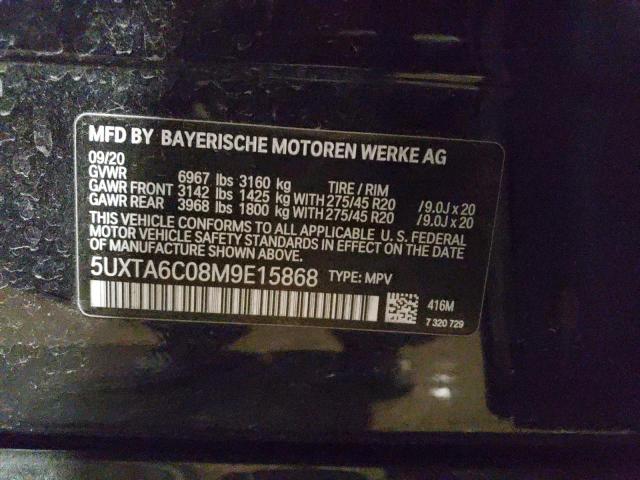 MFD BY BAYERISCHE MOTOREN WERKE AG
09/20
GVWR 6967 lbs 3160 kg TIRE / RIM
GAWR FRONT 3142 lbs 1425 kg WITH 275/45 R20 /9.0J x 20
GAWR REAR 3968 lbs 1800 kg WITH 275/45 R20 /9.0J x 20
THIS VEHICLE CONFORMS TO ALL APPLICABLE U. S. FEDERAL
MOTOR VEHICLE SAFETY STANDARDS IN EFFECT ON THE DATE
OF MANUFACTURE SHOWN ABOVE.
5UXTA6C08M9E15868 TYPE: MPV
416M
7 320 729